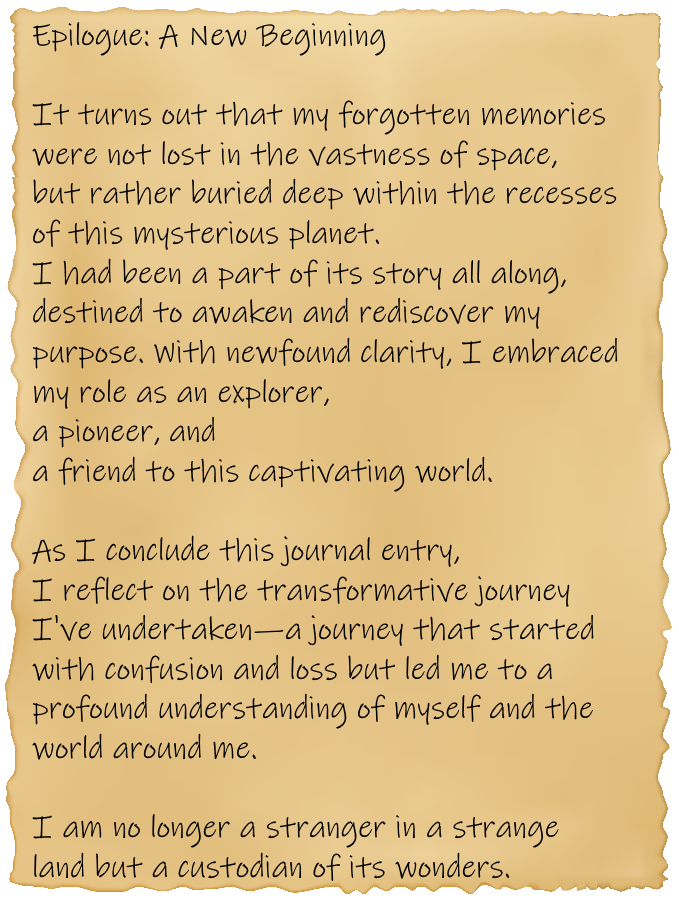 Epilogue: A New Beginning
It turns out that my forgotten memories
were not lost in the vastness of space,
but rather buried deep within the recesses
of this mysterious planet.
I had been a part of its story all along,
destined to awaken and rediscover my
purpose. With newfound clarity, I embraced
my role as an explorer,
a pioneer, and
a friend to this captivating world.
As I conclude this journal entry,
I reflect on the transformative journey
I've undertaken—a journey that started
with confusion and loss but led me to a
profound understanding of myself and the
world around me.
I am no longer a stranger in a strange
land but a custodian of its wonders.